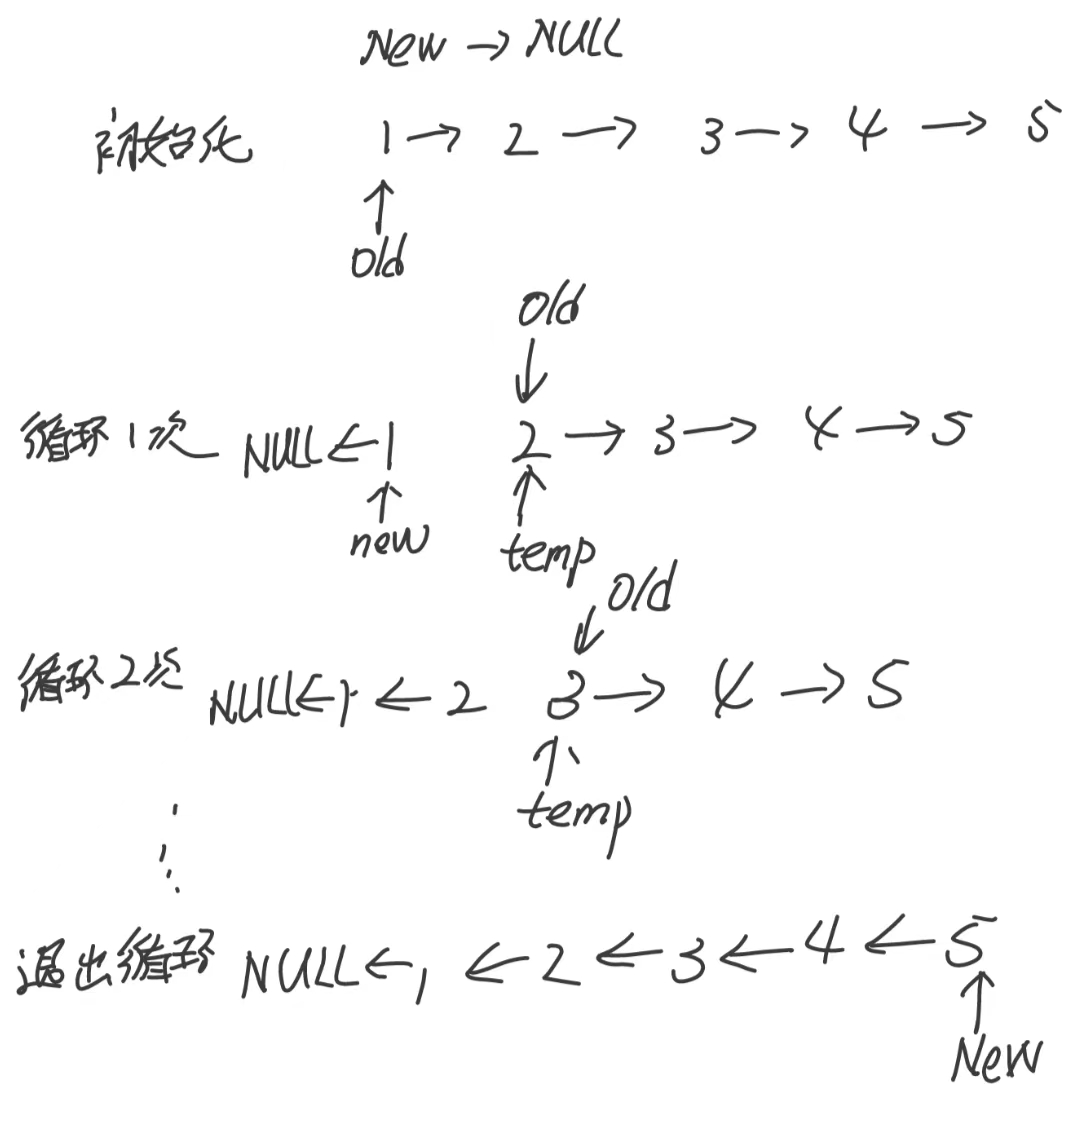 New → NULL
初始化 1 → 2 → 3 → 4 → 5
↑
Old
Old
↓
循环1次 NULL ← 1 2 → 3 → 4 → 5
↑ ↑
new temp
Old
↓
循环2次 NULL ← 1 ← 2 3 → 4 → 5
↑
temp
退出循环 NULL ← 1 ← 2 ← 3 ← 4 ← 5
↑
New